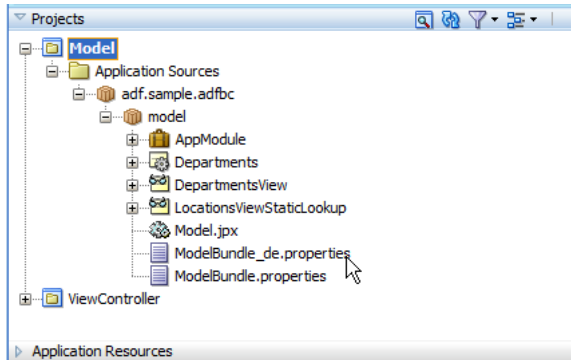 Projects
Model
Application Sources
adf.sample.adfbc
model
AppModule
Departments
DepartmentsView
LocationsViewStaticLookup
Model.jpx
ModelBundle_de.properties
ModelBundle.properties
ViewController
Application Resources